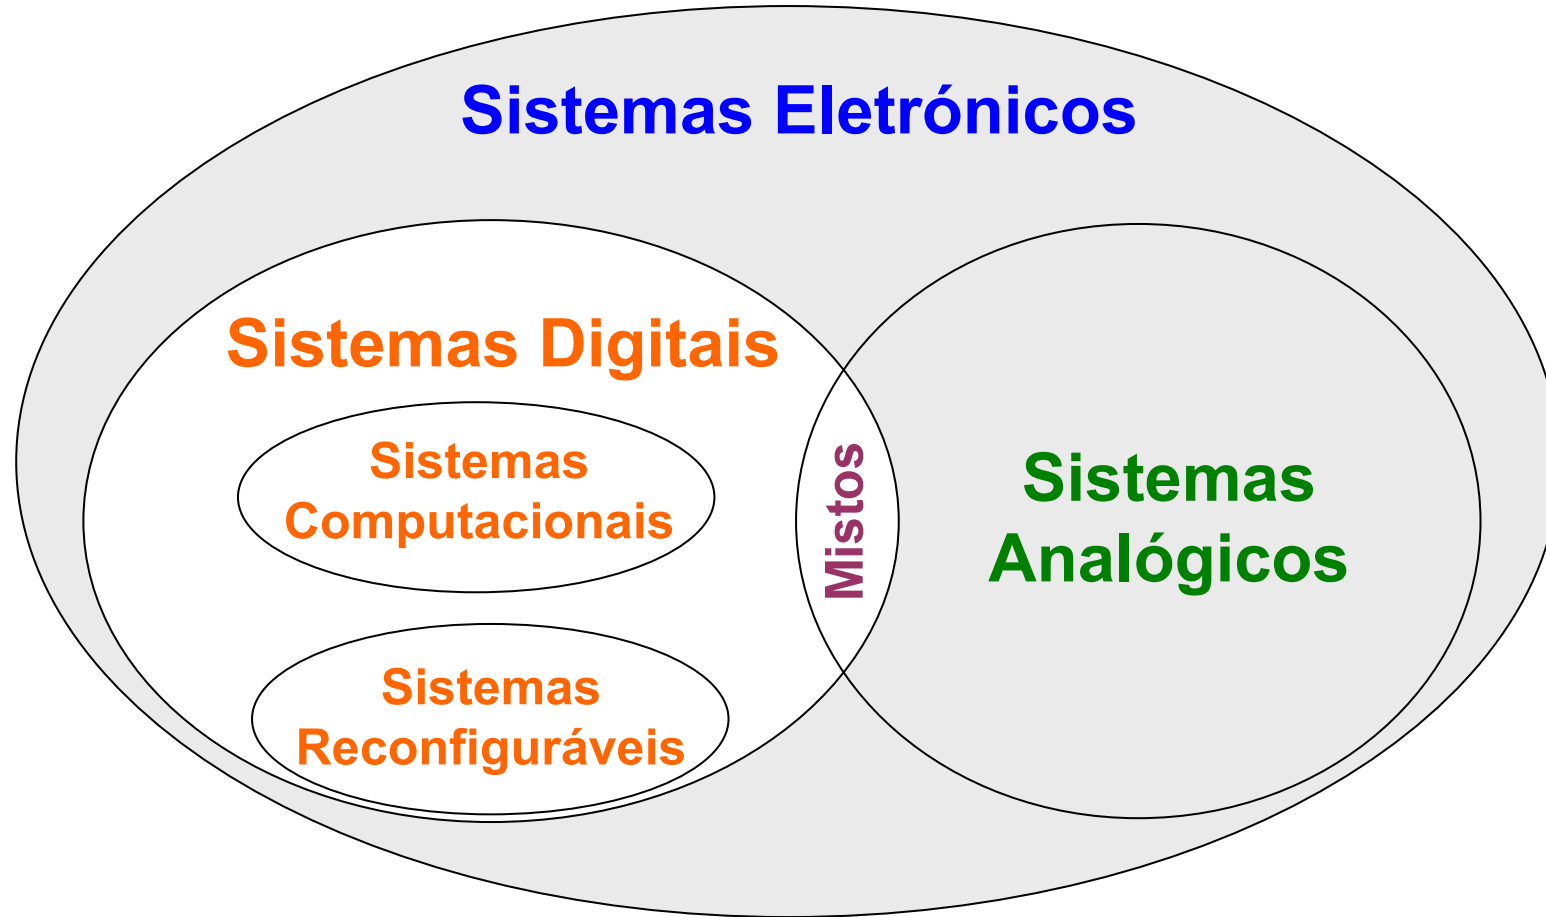 Sistemas Eletrónicos
Sistemas Digitais
Sistemas
Computacionais
Sistemas
Reconfiguráveis
Mistos
Sistemas
Analógicos